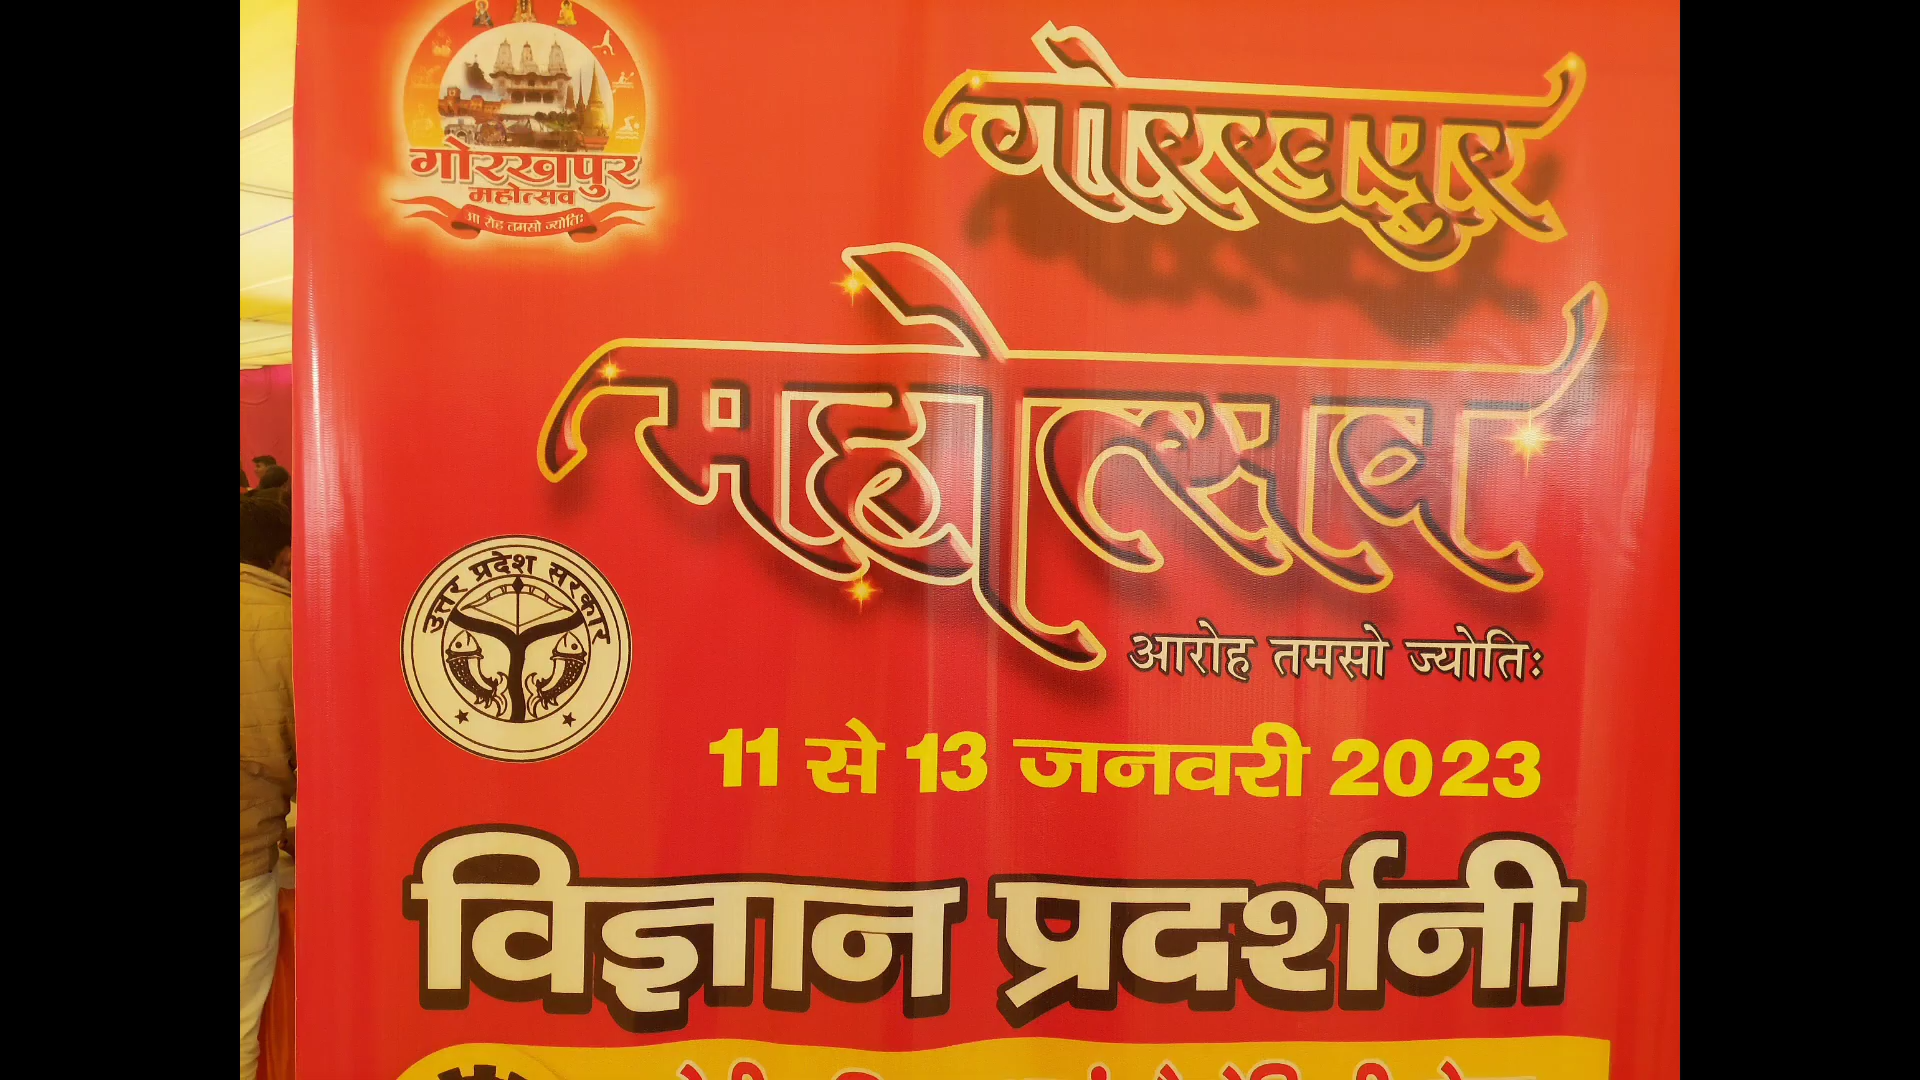 गोरखपुर
महोत्सव
आ रोह तमसो ज्योतिः
गोरखपुर
महोत्सव
आरोह तमसो ज्योतिः
उत्तर प्रदेश सरकार
11 से 13 जनवरी 2023
विज्ञान प्रदर्शनी